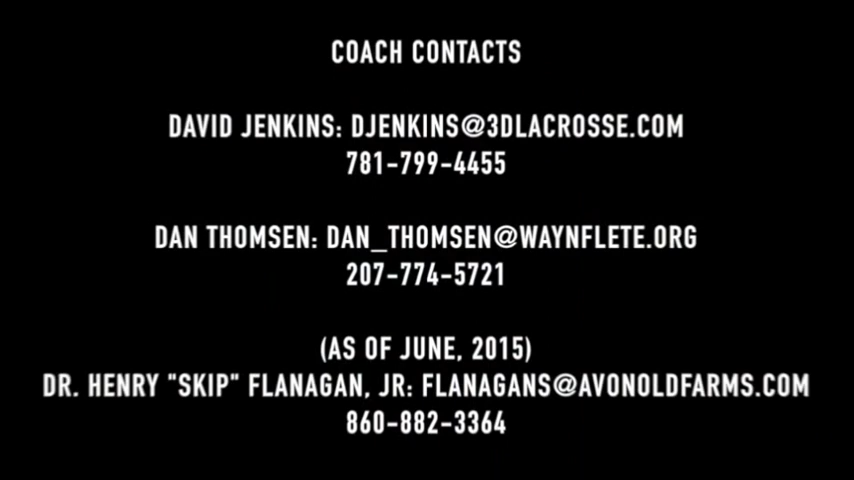 COACH CONTACTS
DAVID JENKINS: DJENKINS@3DLACROSSE.COM
781-799-4455
DAN THOMSEN: DAN_THOMSEN@WAYNFLETE.ORG
207-774-5721
(AS OF JUNE, 2015)
DR. HENRY "SKIP" FLANAGAN, JR: FLANAGANS@AVONOLDFARMS.COM
860-882-3364